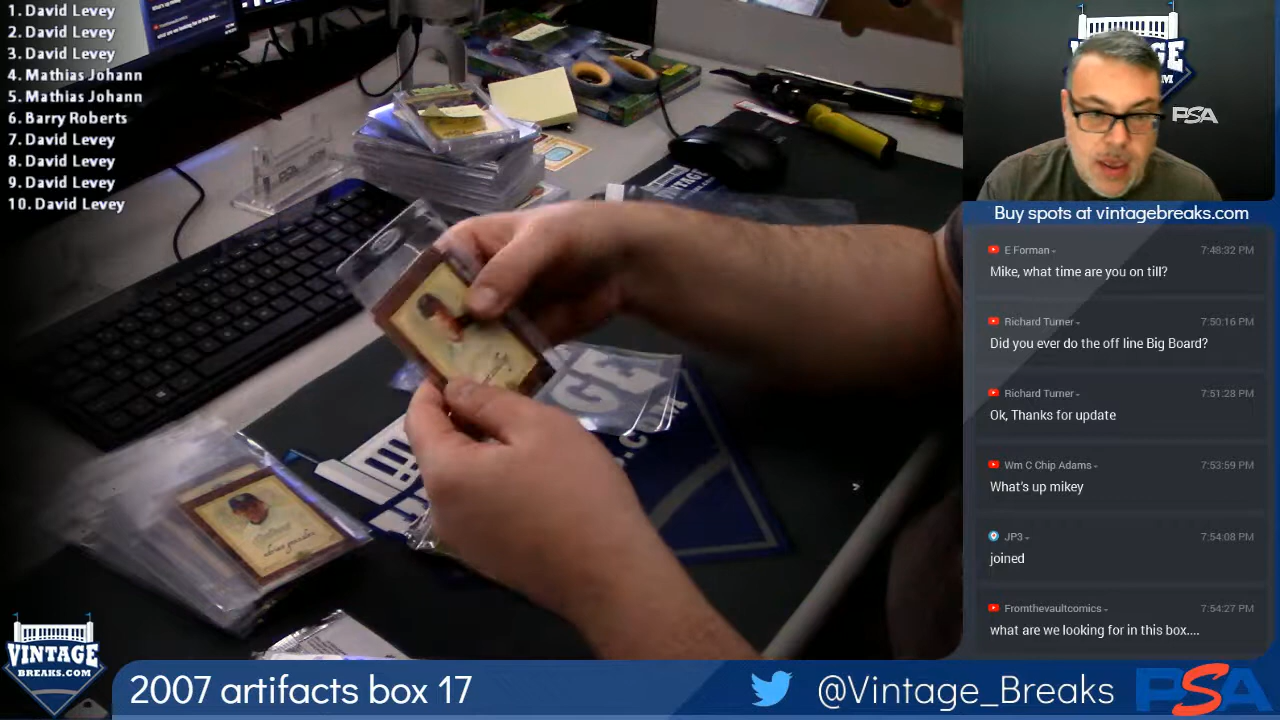 1. David Levey
2. David Levey
3. David Levey
4. Mathias Johann
5. Mathias Johann
6. Barry Roberts
7. David Levey
8. David Levey
9. David Levey
10. David Levey
PSA
Buy spots at vintagebreaks.com
E Forman 7:48:32 PM
Mike, what time are you on till?
Richard Turner 7:50:16 PM
Did you ever do the off line Big Board?
Richard Turner 7:51:28 PM
Ok, Thanks for update
Wm C Chip Adams 7:53:59 PM
What's up mikey
JP3 7:54:08 PM
joined
Fromthevaultcomics 7:54:27 PM
what are we looking for in this box....
VINTAGE
BREAKS.COM
2007 artifacts box 17
@Vintage_Breaks
PSA